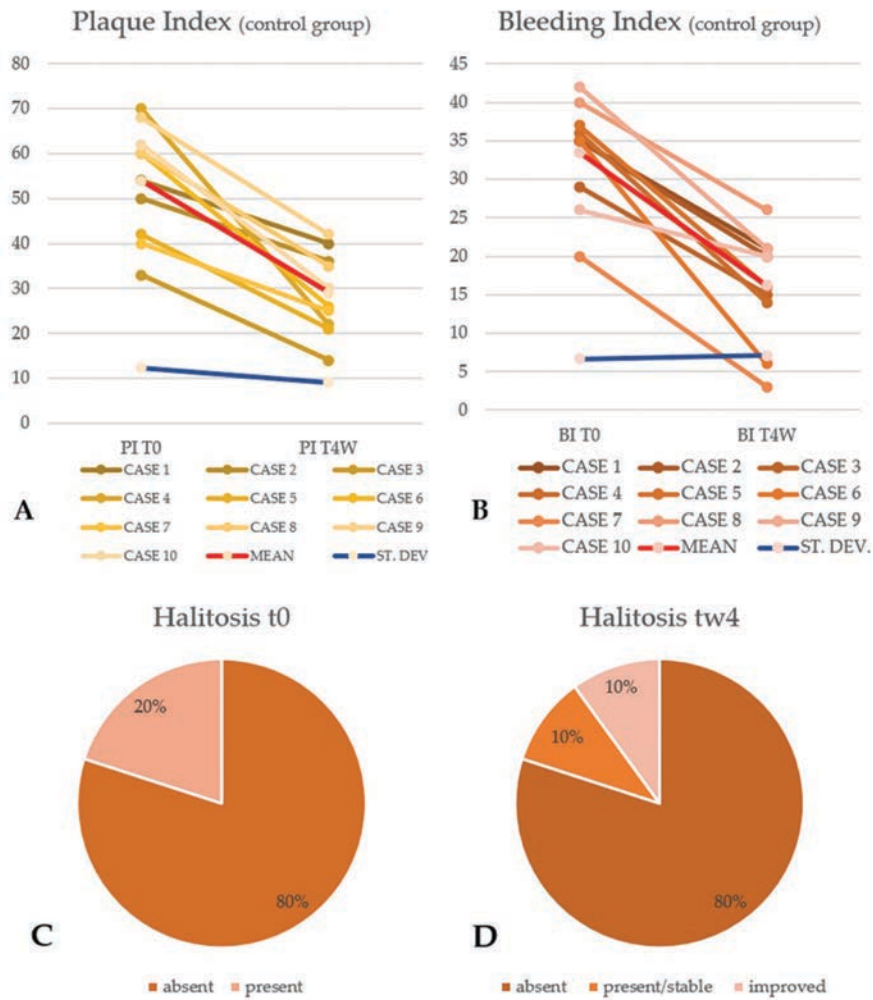 Plaque Index (control group)
80
70
60
50
40
30
20
10
0
PI T0 PI T4W
CASE 1 CASE 2 CASE 3
CASE 4 CASE 5 CASE 6
CASE 7 CASE 8 CASE 9
CASE 10 MEAN ST. DEV
A
Bleeding Index (control group)
45
40
35
30
25
20
15
10
5
0
BI T0 BI T4W
CASE 1 CASE 2 CASE 3
CASE 4 CASE 5 CASE 6
CASE 7 CASE 8 CASE 9
CASE 10 MEAN ST. DEV.
B
Halitosis t0
20%
80%
C
absent present
Halitosis tw4
10%
10%
80%
D
absent present/stable improved